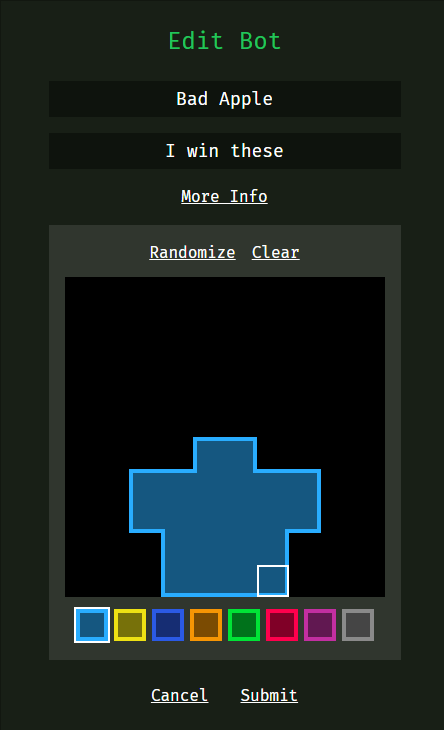 Edit Bot
Bad Apple
I win these
More Info
Randomize Clear
Cancel Submit